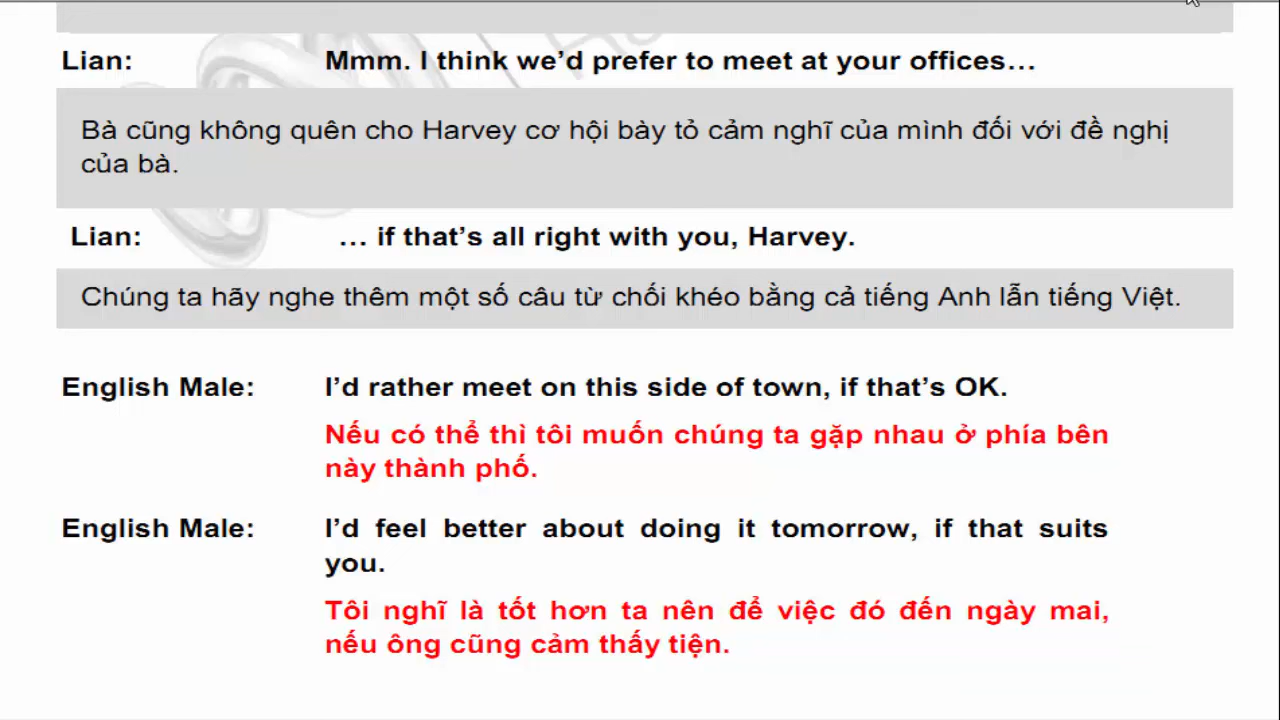 Lian: Mmm. I think we’d prefer to meet at your offices…
Bà cũng không quên cho Harvey cơ hội bày tỏ cảm nghĩ của mình đối với đề nghị
của bà.
Lian: … if that’s all right with you, Harvey.
Chúng ta hãy nghe thêm một số câu từ chối khéo bằng cả tiếng Anh lẫn tiếng Việt.
English Male: I’d rather meet on this side of town, if that’s OK.
Nếu có thể thì tôi muốn chúng ta gặp nhau ở phía bên
này thành phố.
English Male: I’d feel better about doing it tomorrow, if that suits
you.
Tôi nghĩ là tốt hơn ta nên để việc đó đến ngày mai,
nếu ông cũng cảm thấy tiện.